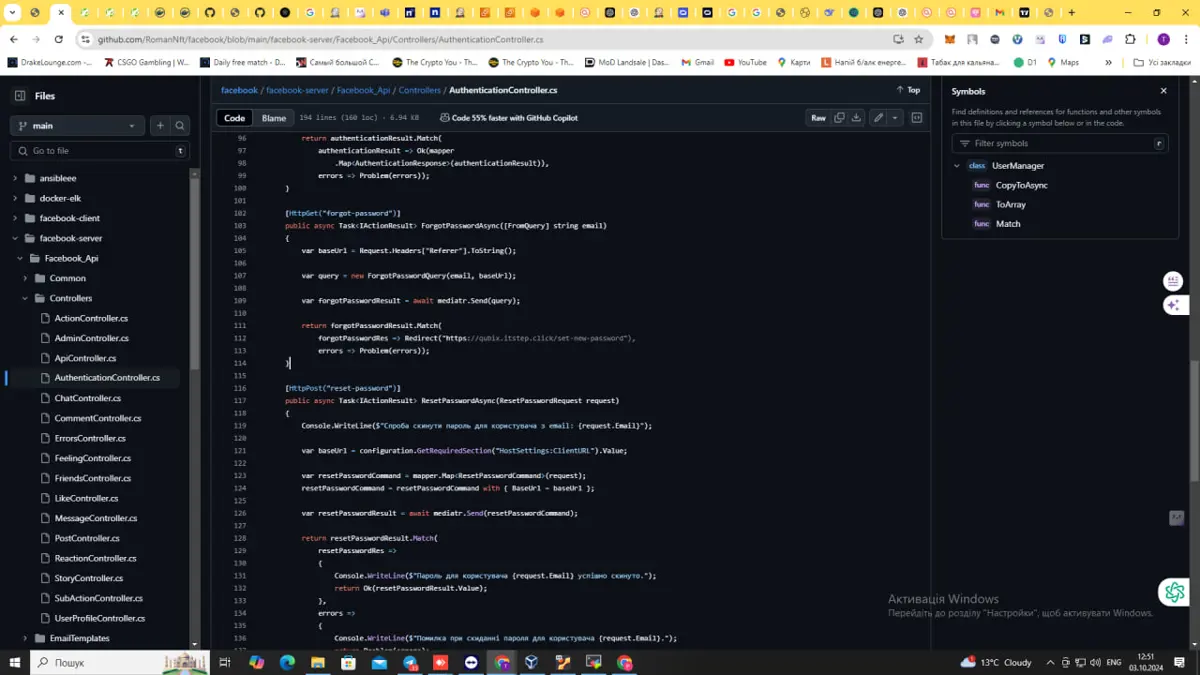 github.com/RomanNft/facebook/blob/main/facebook-server/Facebook_Api/Controllers/AuthenticationController.cs
DrakeLounge.com -...
CSGO Gambling | W...
Daily free match - D...
Самый большой С...
The Crypto You - Th...
The Crypto You - Th...
MoD Landsale | Das...
Gmail
YouTube
Карти
Напій б/алк енерге...
Табак для кальяна...
D1
Maps
»
Усі закладки
Files
main
Go to file
t
ansibleee
docker-elk
facebook-client
facebook-server
Facebook_Api
Common
Controllers
ActionController.cs
AdminController.cs
ApiController.cs
AuthenticationController.cs
ChatController.cs
CommentController.cs
ErrorsController.cs
FeelingController.cs
FriendsController.cs
LikeController.cs
MessageController.cs
PostController.cs
ReactionController.cs
StoryController.cs
SubActionController.cs
UserProfileController.cs
EmailTemplates
facebook / facebook-server / Facebook_Api / Controllers / AuthenticationController.cs
Top
Code
Blame
194 lines (160 loc) · 6.94 KB
Code 55% faster with GitHub Copilot
Raw
96 return authenticationResult.Match(
97 authenticationResult => Ok(mapper
98 .Map<AuthenticationResponse>(authenticationResult)),
99 errors => Problem(errors));
100 }
101
102 [HttpGet("forgot-password")]
103 public async Task<IActionResult> ForgotPasswordAsync([FromQuery] string email)
104 {
105 var baseUrl = Request.Headers["Referer"].ToString();
106
107 var query = new ForgotPasswordQuery(email, baseUrl);
108
109 var forgotPasswordResult = await mediatr.Send(query);
110
111 return forgotPasswordResult.Match(
112 forgotPasswordRes => Redirect("https://qubix.itstep.click/set-new-password"),
113 errors => Problem(errors));
114 }
115
116 [HttpPost("reset-password")]
117 public async Task<IActionResult> ResetPasswordAsync(ResetPasswordRequest request)
118 {
119 Console.WriteLine($"Спроба скинути пароль для користувача з email: {request.Email}");
120
121 var baseUrl = configuration.GetRequiredSection("HostSettings:ClientURL").Value;
122
123 var resetPasswordCommand = mapper.Map<ResetPasswordCommand>(request);
124 resetPasswordCommand = resetPasswordCommand with { BaseUrl = baseUrl };
125
126 var resetPasswordResult = await mediatr.Send(resetPasswordCommand);
127
128 return resetPasswordResult.Match(
129 resetPasswordRes =>
130 {
131 Console.WriteLine($"Пароль для користувача {request.Email} успішно скинуто.");
132 return Ok(resetPasswordResult.Value);
133 },
134 errors =>
135 {
136 Console.WriteLine($"Помилка при скиданні пароля для користувача {request.Email}.");
Symbols
Find definitions and references for functions and other symbols
in this file by clicking a symbol below or in the code.
Filter symbols
r
class UserManager
func CopyToAsync
func ToArray
func Match
Активація Windows
Перейдіть до розділу "Настройки", щоб активувати Windows.
Пошук
13°C Cloudy
ENG
12:51
03.10.2024